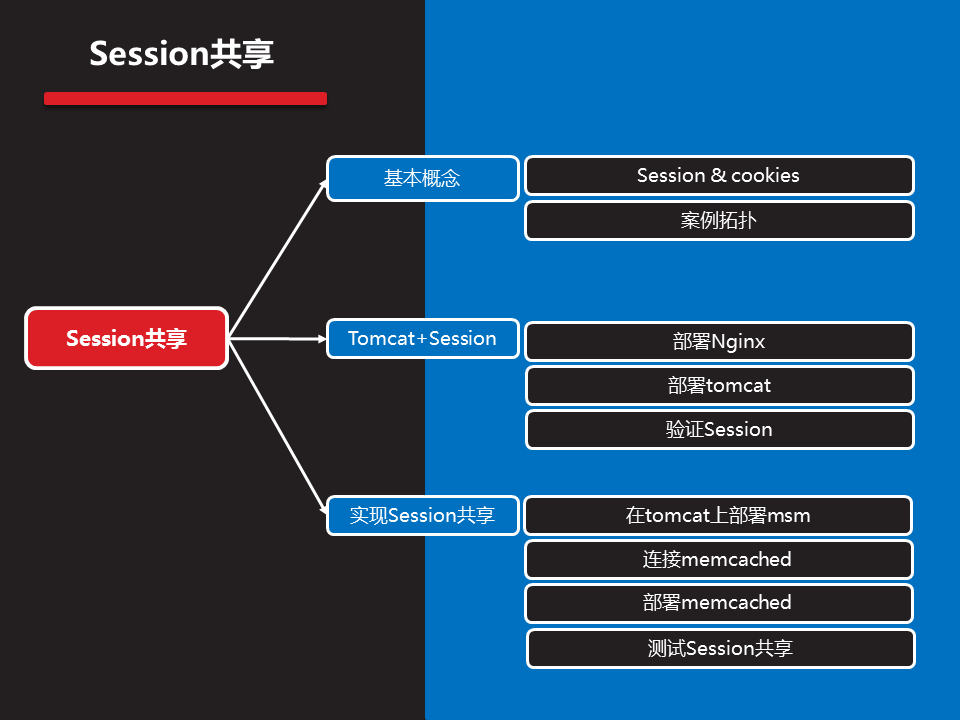 Session共享
基本概念
Session & cookies
案例拓扑
Session共享
Tomcat+Session
部署Nginx
部署tomcat
验证Session
实现Session共享
在tomcat上部署msm
连接memcached
部署memcached
测试Session共享